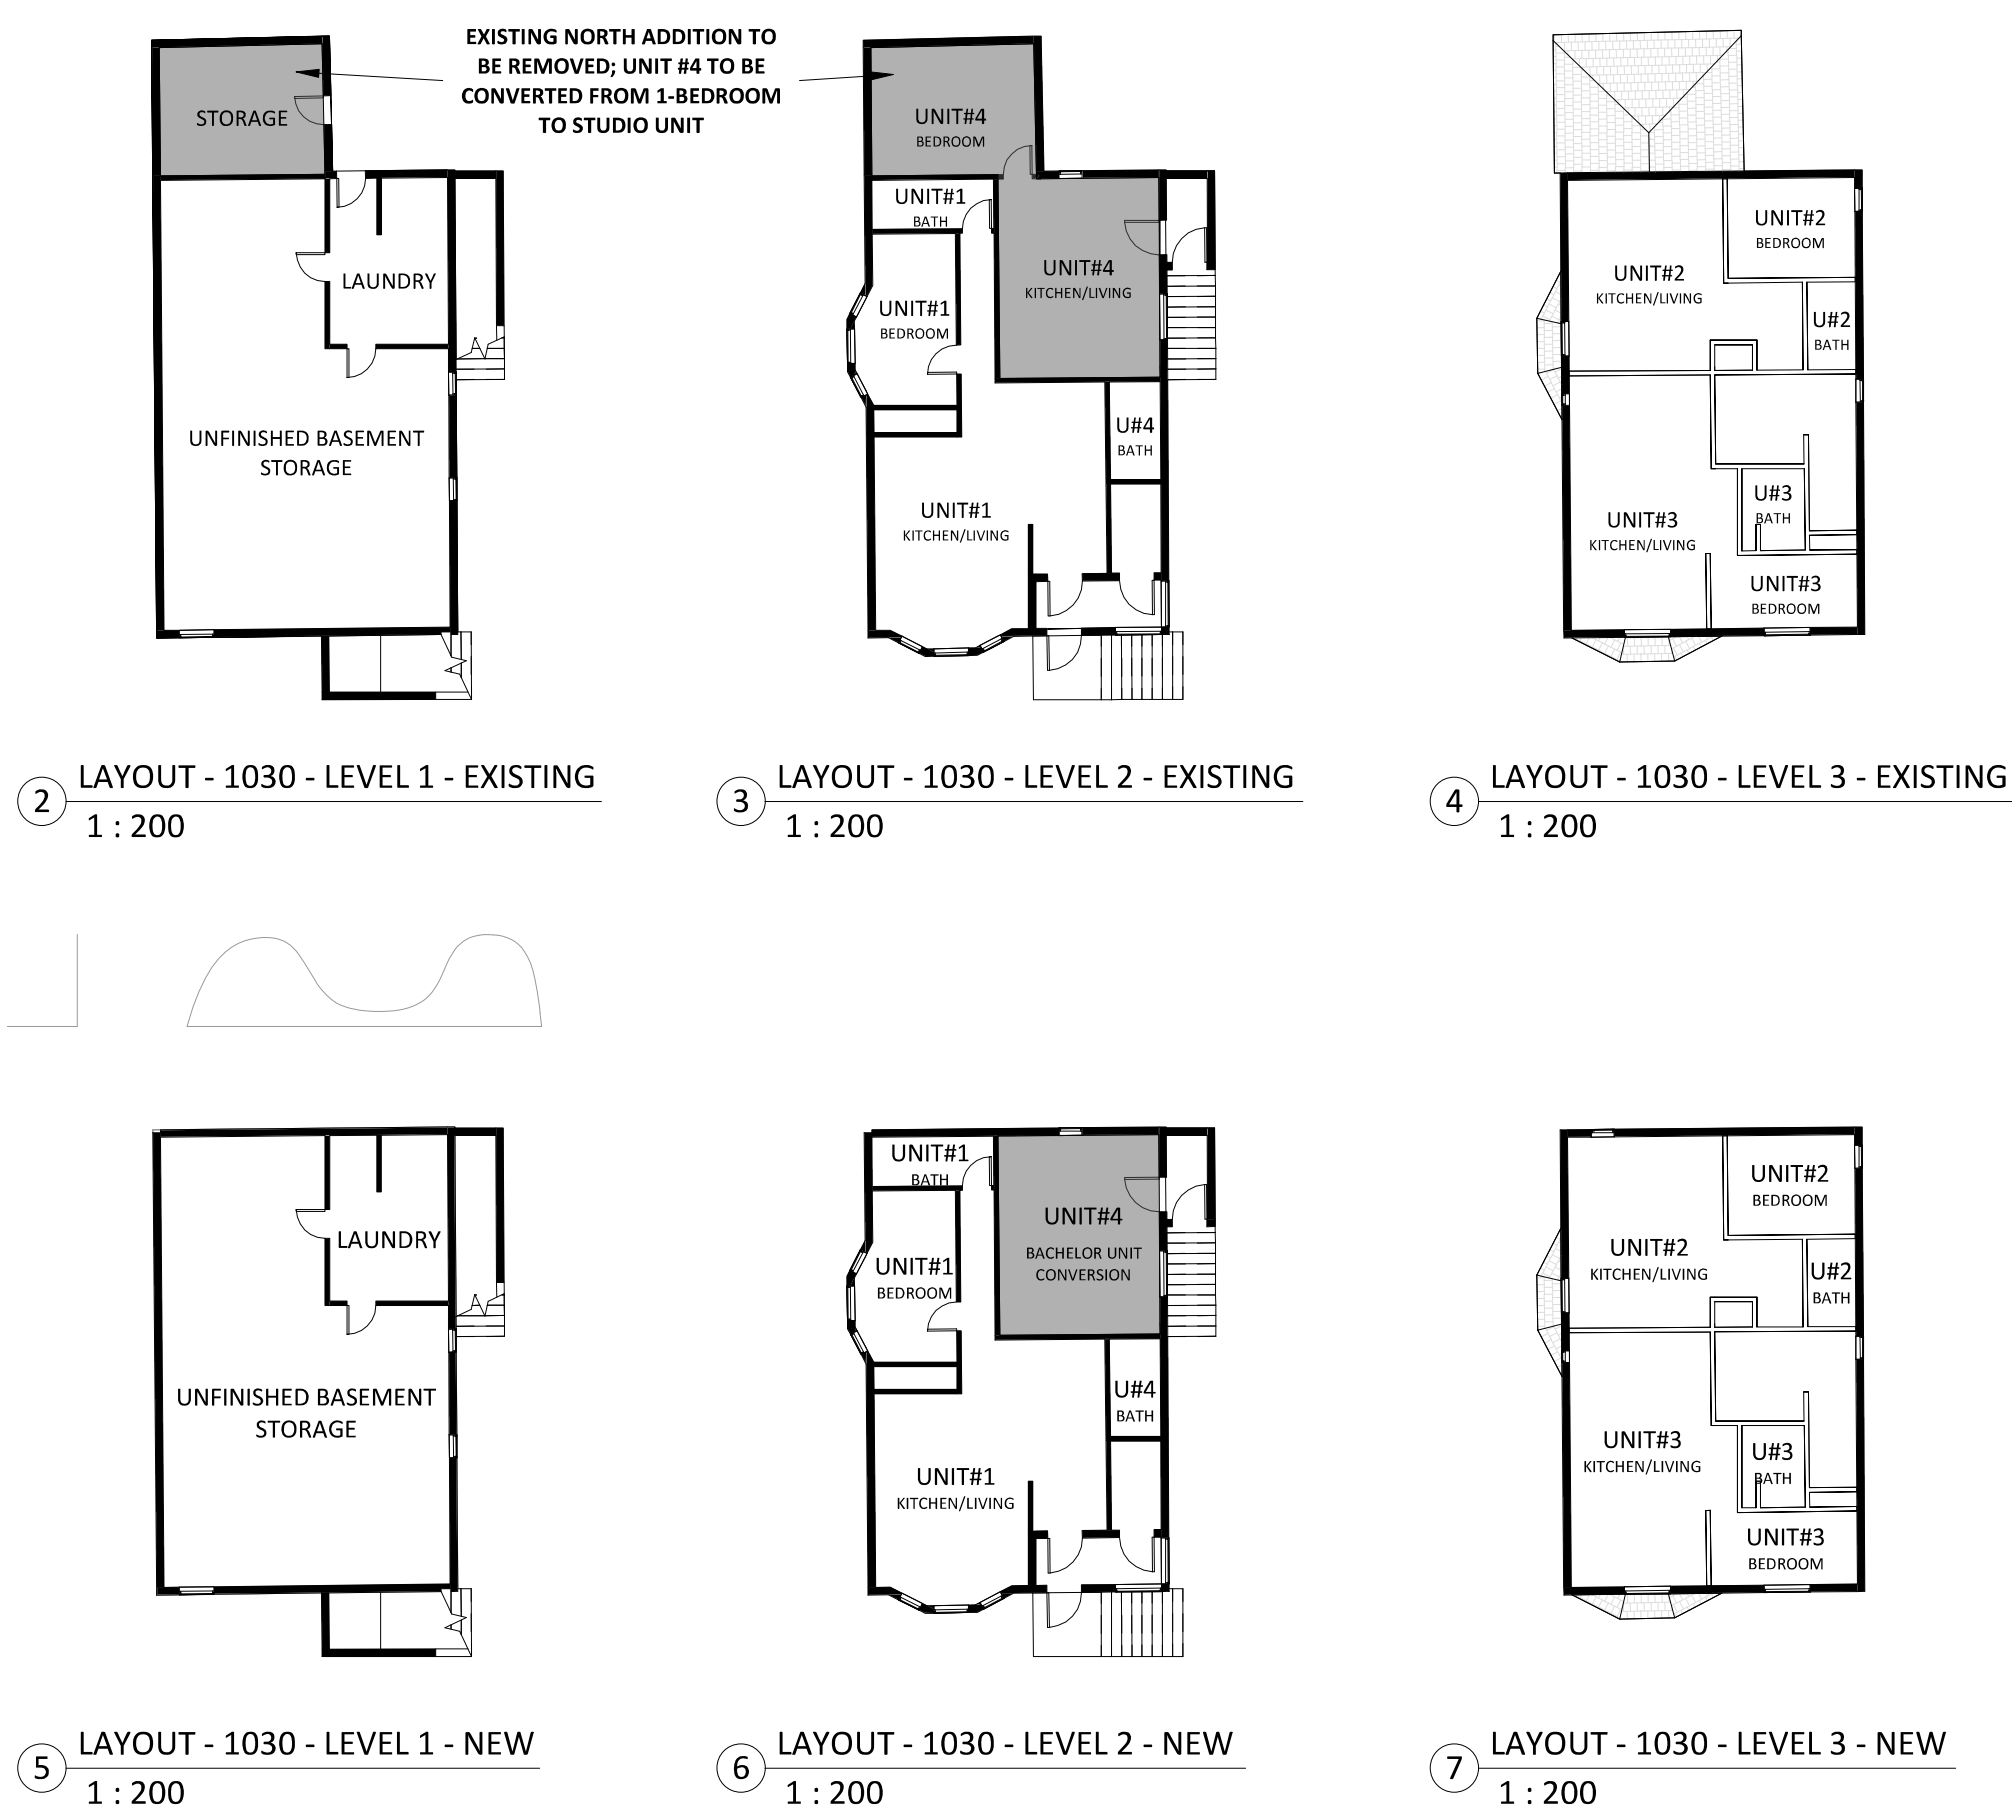 EXISTING NORTH ADDITION TO
BE REMOVED; UNIT #4 TO BE
CONVERTED FROM 1-BEDROOM
TO STUDIO UNIT
STORAGE
LAUNDRY
UNFINISHED BASEMENT
STORAGE
2
LAYOUT - 1030 - LEVEL 1 - EXISTING
1 : 200
UNIT#4
BEDROOM
UNIT#1
BATH
UNIT#4
KITCHEN/LIVING
UNIT#1
BEDROOM
U#4
BATH
UNIT#1
KITCHEN/LIVING
3
LAYOUT - 1030 - LEVEL 2 - EXISTING
1 : 200
UNIT#2
BEDROOM
UNIT#2
KITCHEN/LIVING
U#2
BATH
U#3
BATH
UNIT#3
KITCHEN/LIVING
UNIT#3
BEDROOM
4
LAYOUT - 1030 - LEVEL 3 - EXISTING
1 : 200
LAUNDRY
UNFINISHED BASEMENT
STORAGE
5
LAYOUT - 1030 - LEVEL 1 - NEW
1 : 200
UNIT#1
BATH
UNIT#4
BACHELOR UNIT
CONVERSION
UNIT#1
BEDROOM
U#4
BATH
UNIT#1
KITCHEN/LIVING
6
LAYOUT - 1030 - LEVEL 2 - NEW
1 : 200
UNIT#2
BEDROOM
UNIT#2
KITCHEN/LIVING
U#2
BATH
UNIT#3
KITCHEN/LIVING
U#3
BATH
UNIT#3
BEDROOM
7
LAYOUT - 1030 - LEVEL 3 - NEW
1 : 200